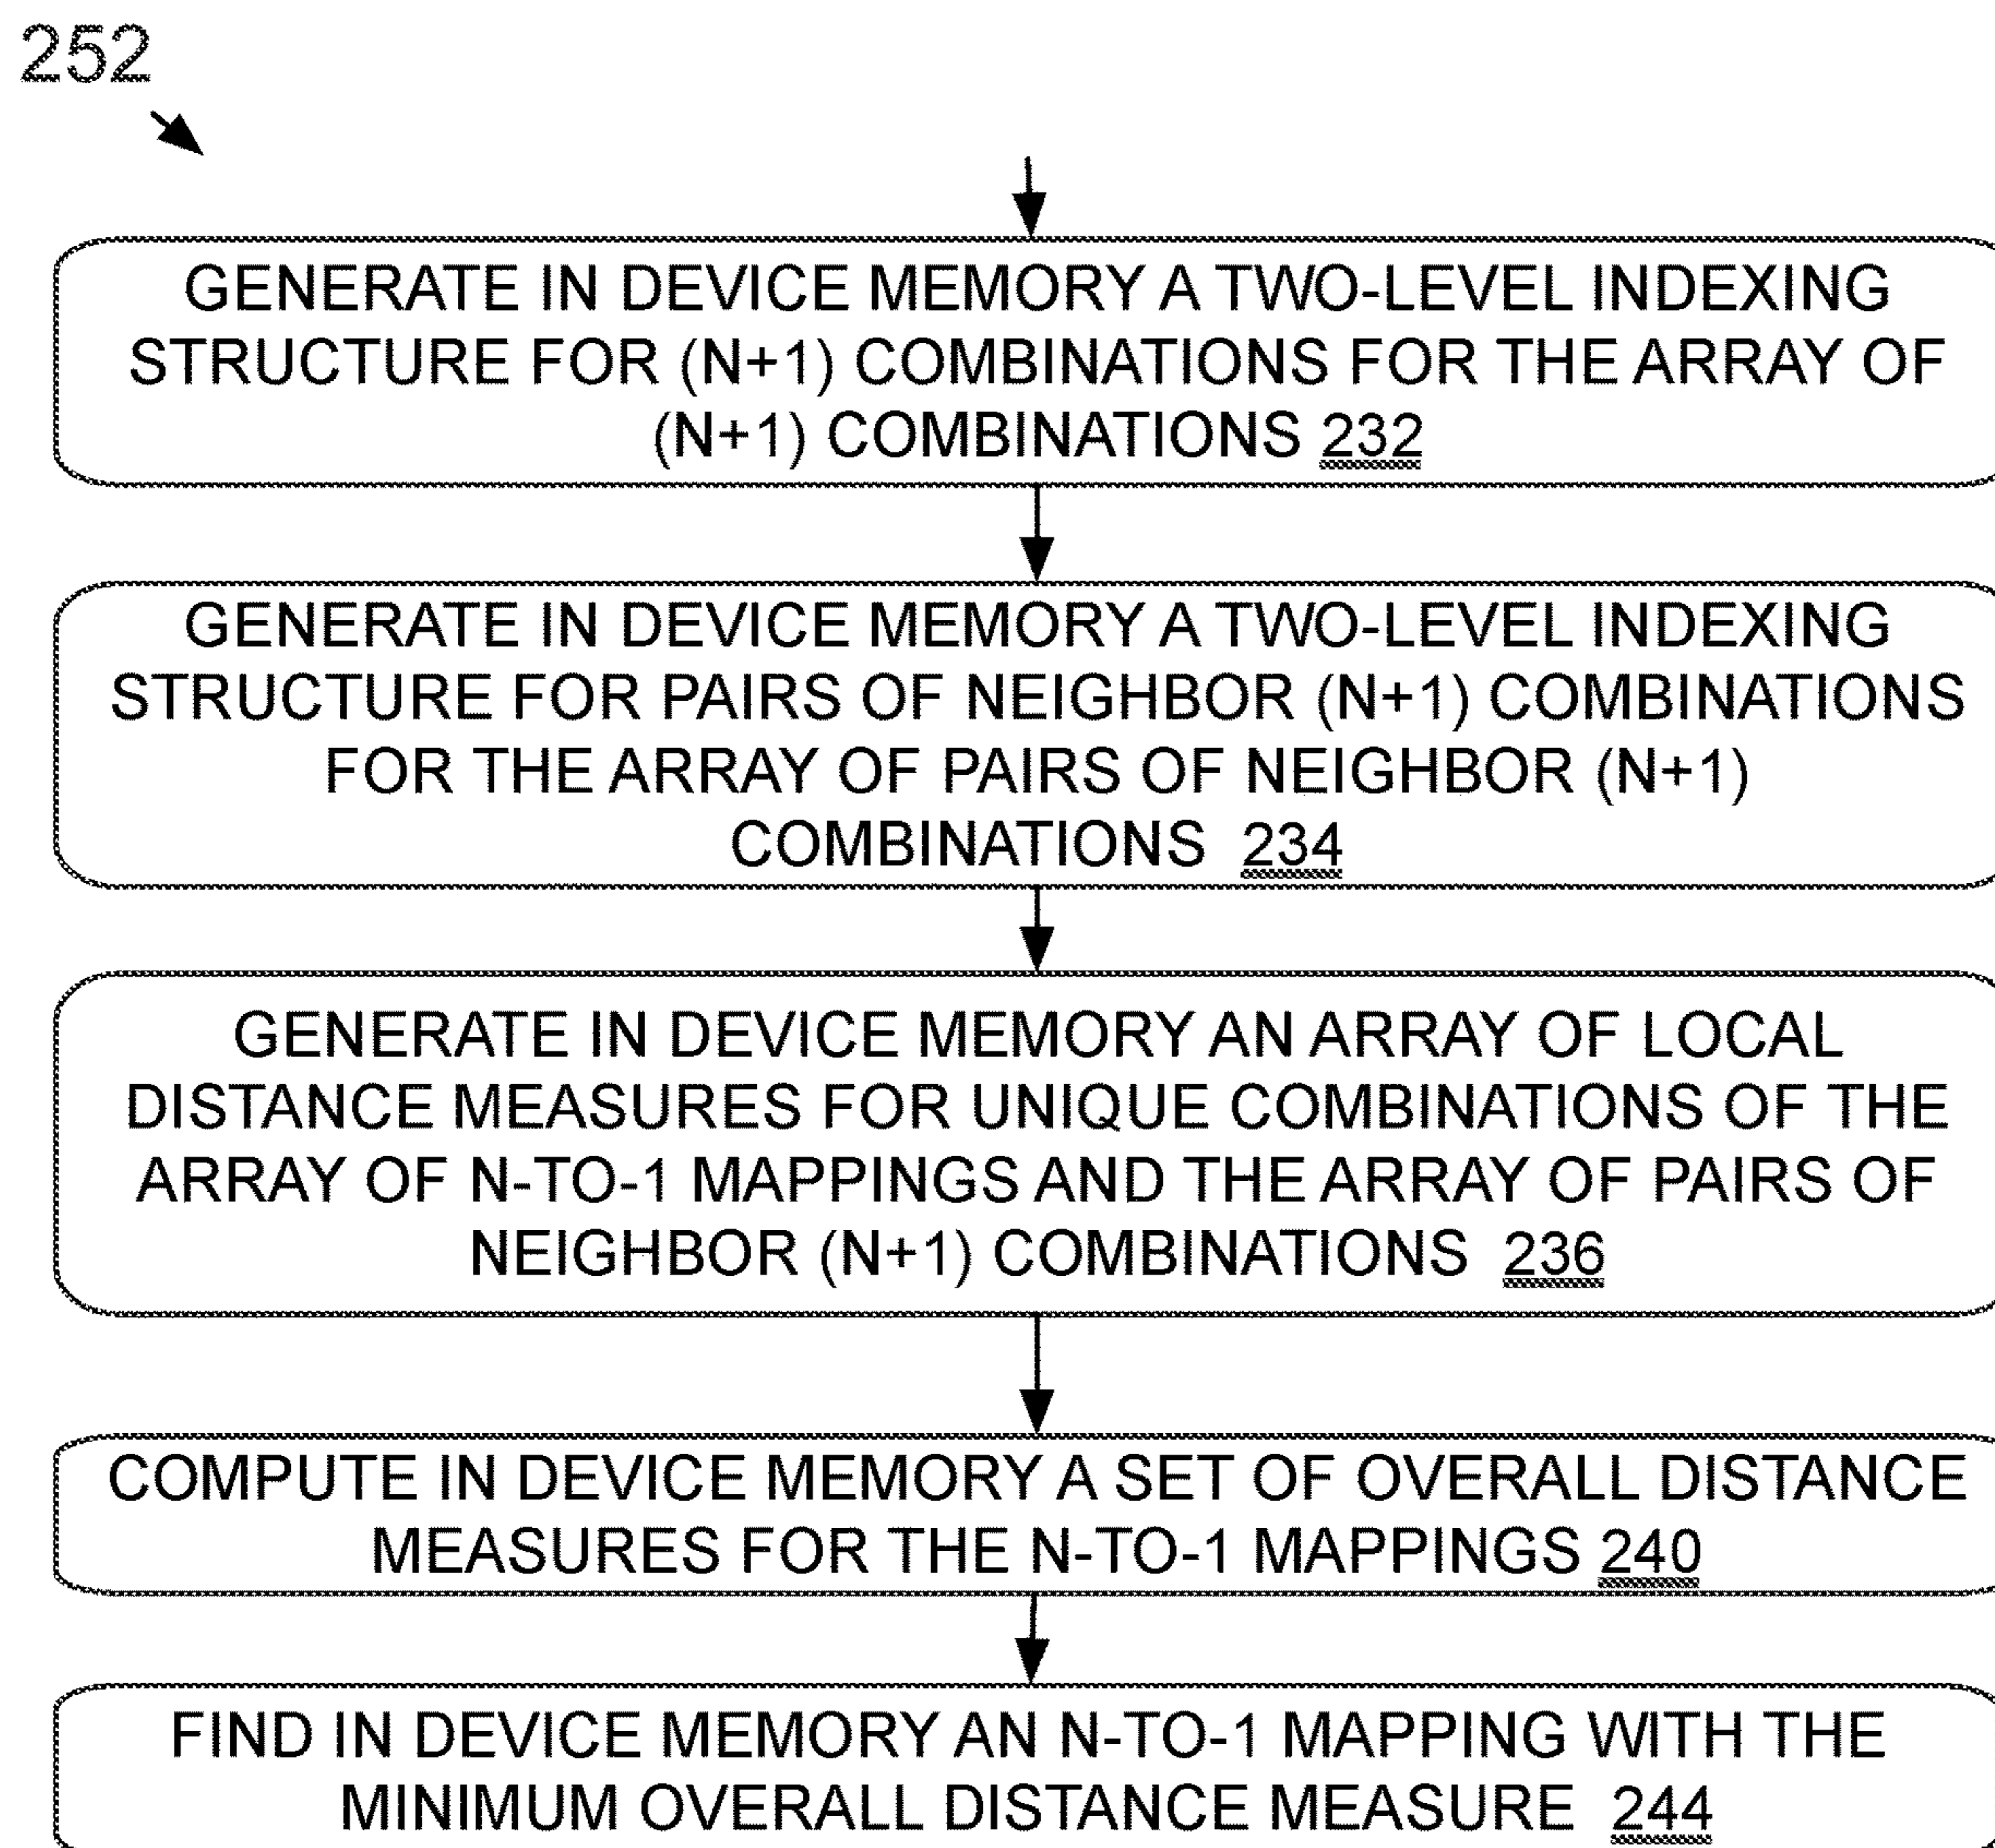 252
GENERATE IN DEVICE MEMORY A TWO-LEVEL INDEXING
STRUCTURE FOR (N+1) COMBINATIONS FOR THE ARRAY OF
(N+1) COMBINATIONS 232
GENERATE IN DEVICE MEMORY A TWO-LEVEL INDEXING
STRUCTURE FOR PAIRS OF NEIGHBOR (N+1) COMBINATIONS
FOR THE ARRAY OF PAIRS OF NEIGHBOR (N+1)
COMBINATIONS 234
GENERATE IN DEVICE MEMORY AN ARRAY OF LOCAL
DISTANCE MEASURES FOR UNIQUE COMBINATIONS OF THE
ARRAY OF N-TO-1 MAPPINGS AND THE ARRAY OF PAIRS OF
NEIGHBOR (N+1) COMBINATIONS 236
COMPUTE IN DEVICE MEMORY A SET OF OVERALL DISTANCE
MEASURES FOR THE N-TO-1 MAPPINGS 240
FIND IN DEVICE MEMORY AN N-TO-1 MAPPING WITH THE
MINIMUM OVERALL DISTANCE MEASURE 244